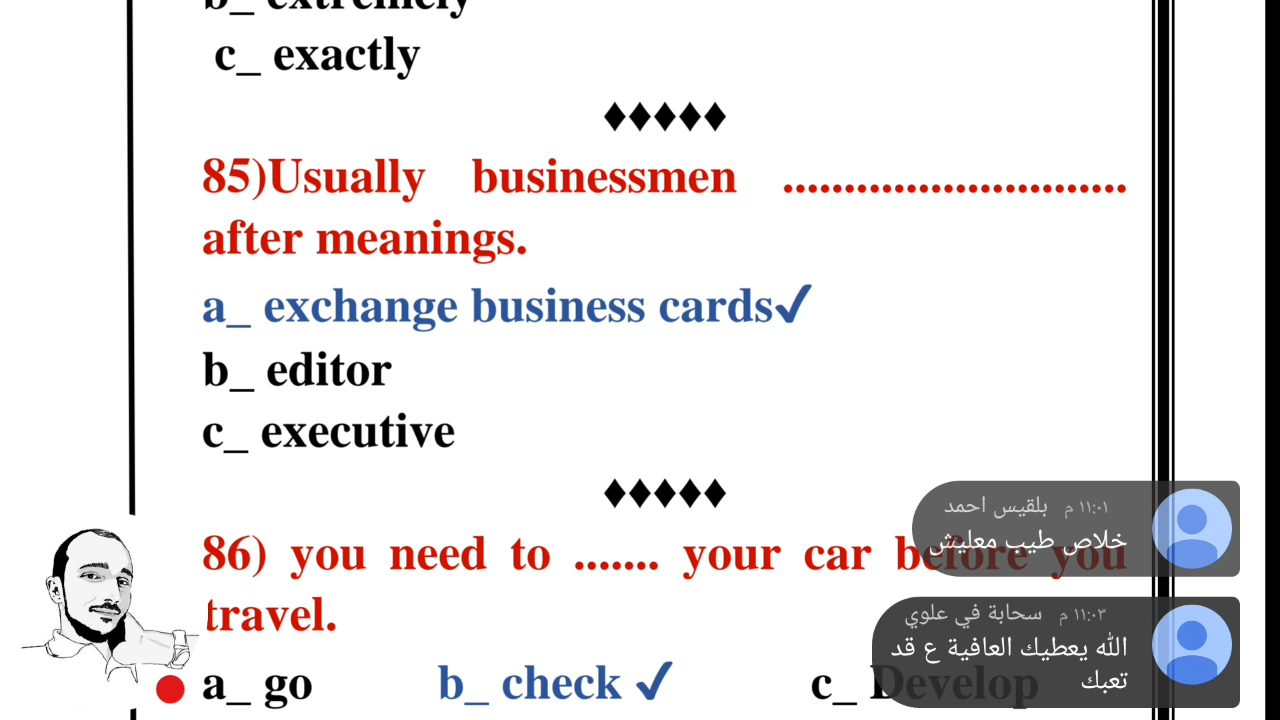 b_ extremely
c_ exactly
♦♦♦♦♦
85)Usually businessmen ............................
after meanings.
a_ exchange business cards✓
b_ editor
c_ executive
♦♦♦♦♦
86) you need to ....... your car before you
travel.
a_ go b_ check ✓ c_ Develop
بلقيس احمد ١١:٠١ م
خلاص طيب معليش
سحابة في علوي ١١:٠٣ م
الله يعطيك العافية ع قد
تعبك